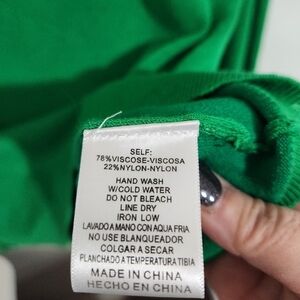 SELF:
78%VISCOSE-VISCOSA
22%NYLON-NYLON
HAND WASH
W/COLD WATER
DO NOT BLEACH
LINE DRY
IRON LOW
LAVADO A MANO CON AQUA FRIA
NO USE BLANQUEADOR
COLGAR A SECAR
PLANCHADO A TEMPERATURA TIBIA
MADE IN CHINA
HECHO EN CHINA